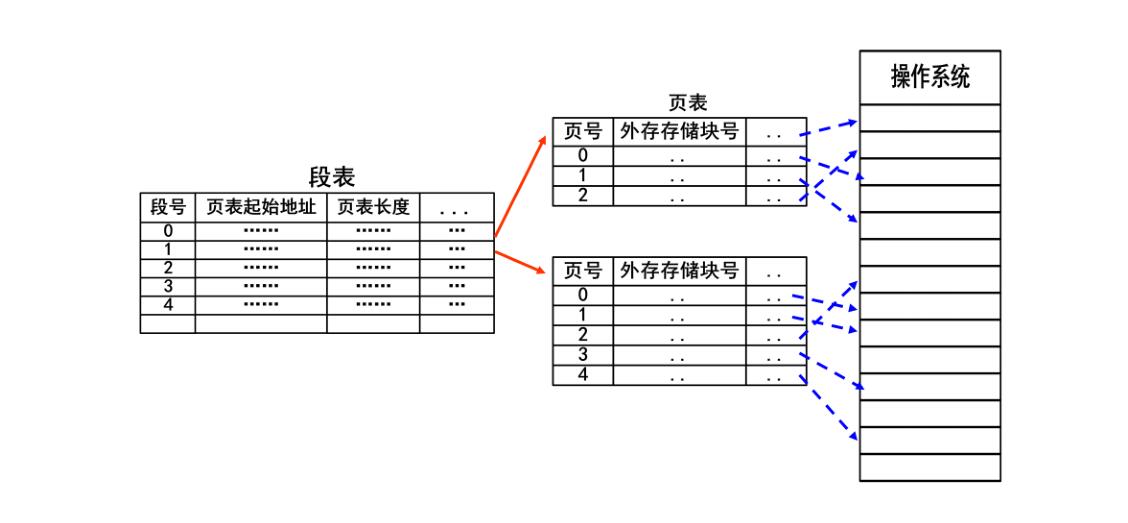 操作系统
页表
页号 外存存储块号 ..
0 .. ..
1 .. ..
2 .. ..
段表
段号 页表起始地址 页表长度 ...
0 ...... ...... ...
1 ...... ...... ...
2 ...... ...... ...
3 ...... ...... ...
4 ...... ...... ...
页号 外存存储块号 ..
0 .. ..
1 .. ..
2 .. ..
3 .. ..
4 .. ..